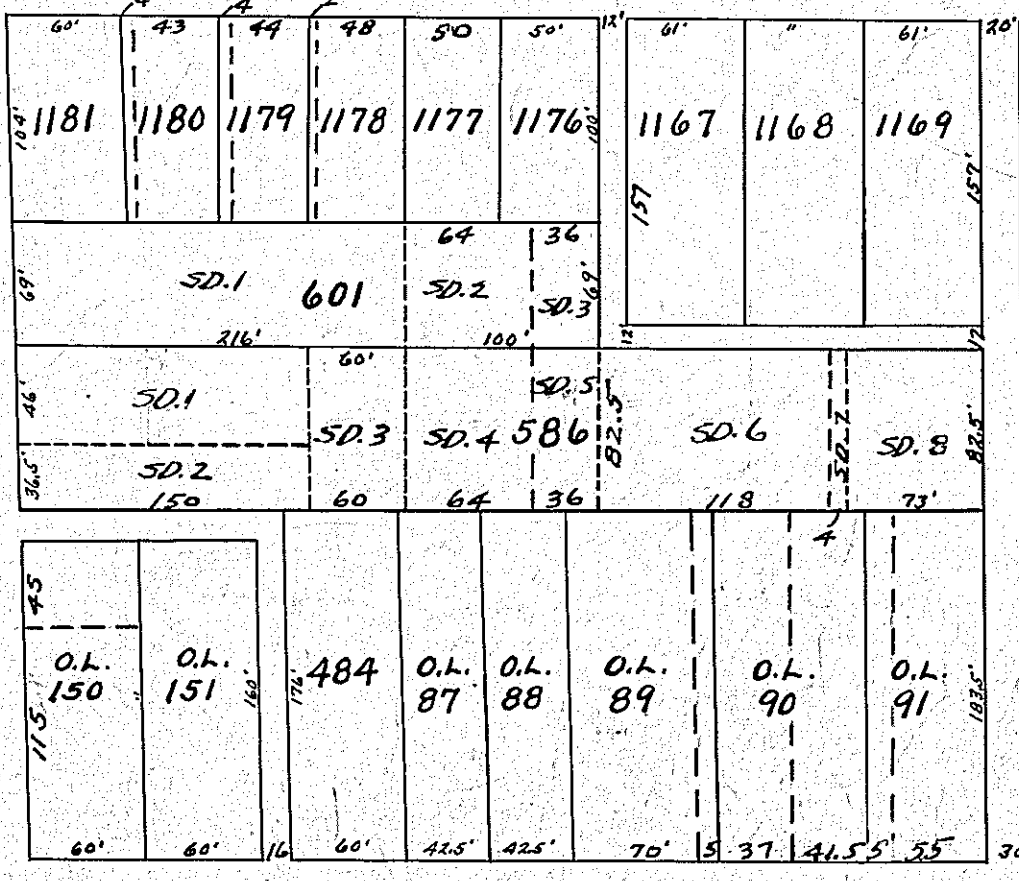 4 4 2
60' 43 44 48 50 50' 12' 61' " 61' 20'
104' 1181 1180 1179 1178 1177 1176 100' 1167 1168 1169
157 157'
64 36
69' SD.1 601 SD.2 SD.3 69'
216' 100' 12' 12
60'
46' SD.1 SD.5
SD.3 SD.4 586 82.5' SD.6 SD.7 SD.8 82.5'
36.5' SD.2
150 60 64 36 118 73'
4
45
O.L. O.L. 484 O.L. O.L. O.L. O.L. O.L.
150 " 151 160' 176' 87 88 89 90 91 183.5'
115
60' 60' 16 60' 42.5' 42.5' 70' 5 37 41.5 5 55